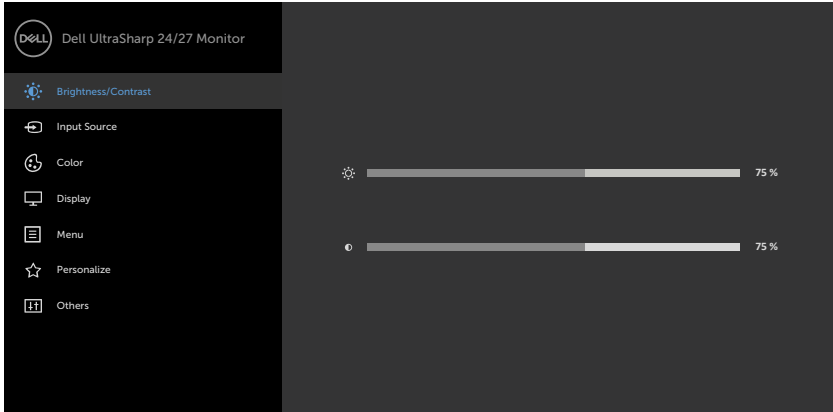 DELL
Dell UltraSharp 24/27 Monitor
Brightness/Contrast
Input Source
Color
75 %
Display
Menu
75 %
Personalize
Others